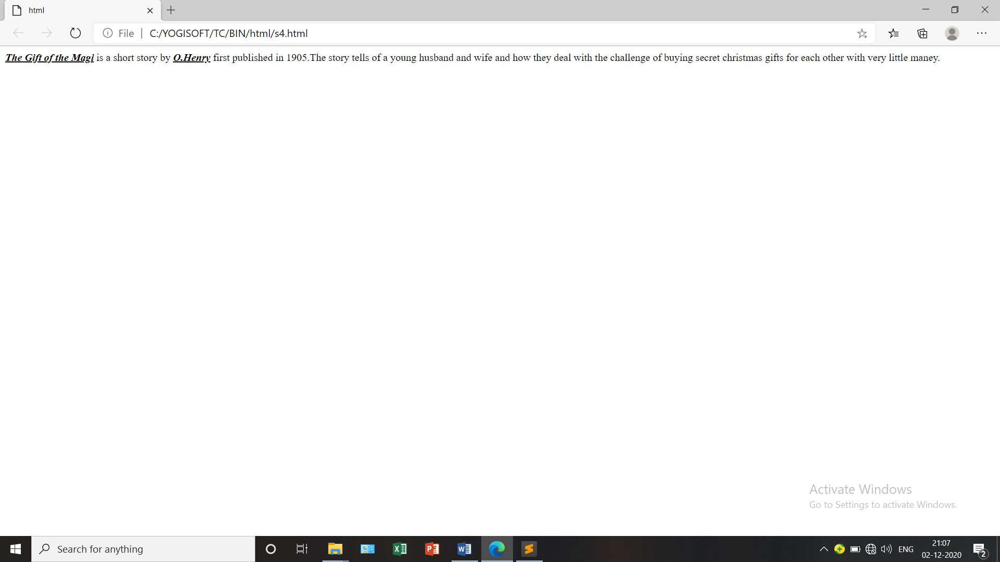 html
File | C:/YOGISOFT/TC/BIN/html/s4.html
The Gift of the Magi is a short story by O.Henry first published in 1905.The story tells of a young husband and wife and how they deal with the challenge of buying secret christmas gifts for each other with very little maney.
Activate Windows
Go to Settings to activate Windows.
Search for anything
ENG
21:07
02-12-2020
2